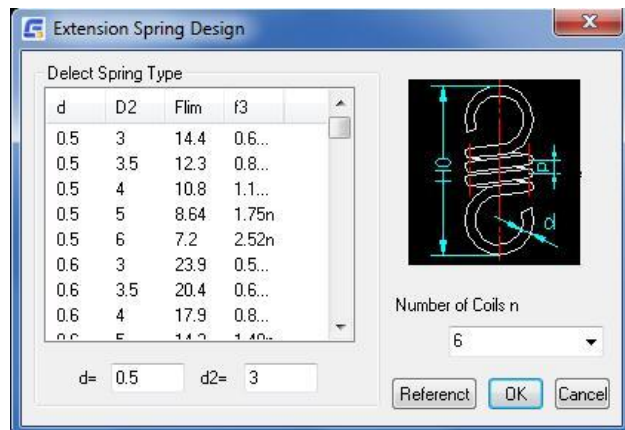 Extension Spring Design
Delect Spring Type
d D2 Flim f3
0.5 3 14.4 0.6...
0.5 3.5 12.3 0.8...
0.5 4 10.8 1.1...
0.5 5 8.64 1.75n
0.5 6 7.2 2.52n
0.6 3 23.9 0.5...
0.6 3.5 20.4 0.6...
0.6 4 17.9 0.8...
d= 0.5 d2= 3
H0
p
d
Number of Coils n
6
Referenct OK Cancel